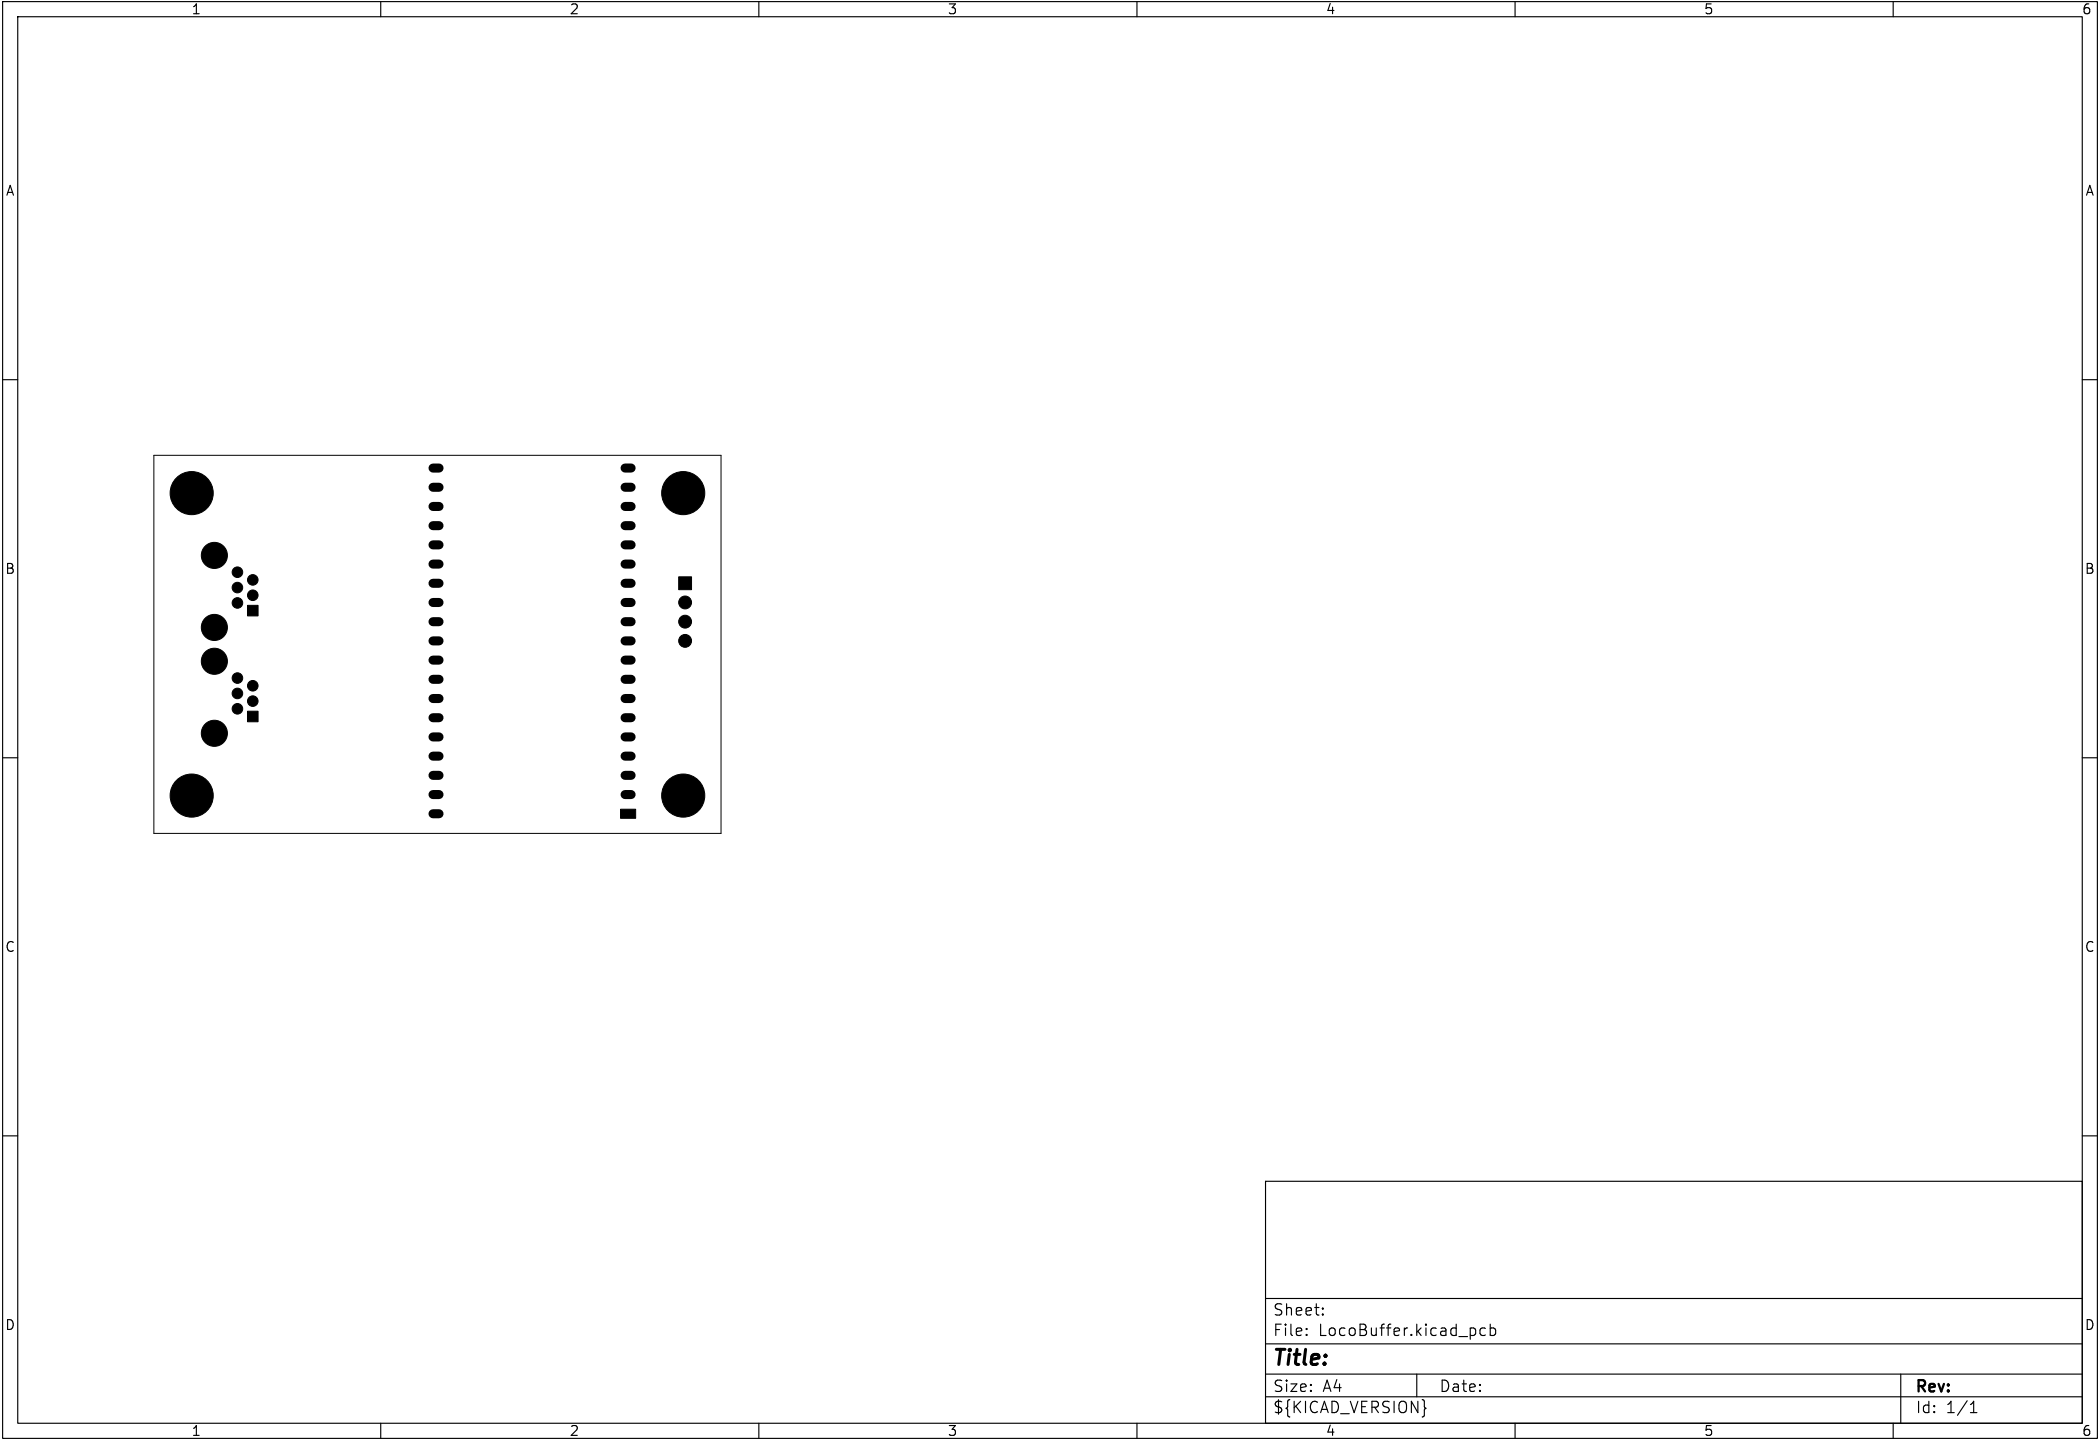 1 2 3 4 5 6
A A
B B
C C
D D
Sheet:
File: LocoBuffer.kicad_pcb
Title:
Size: A4 Date: Rev:
${KICAD_VERSION} Id: 1/1
1 2 3 4 5 6